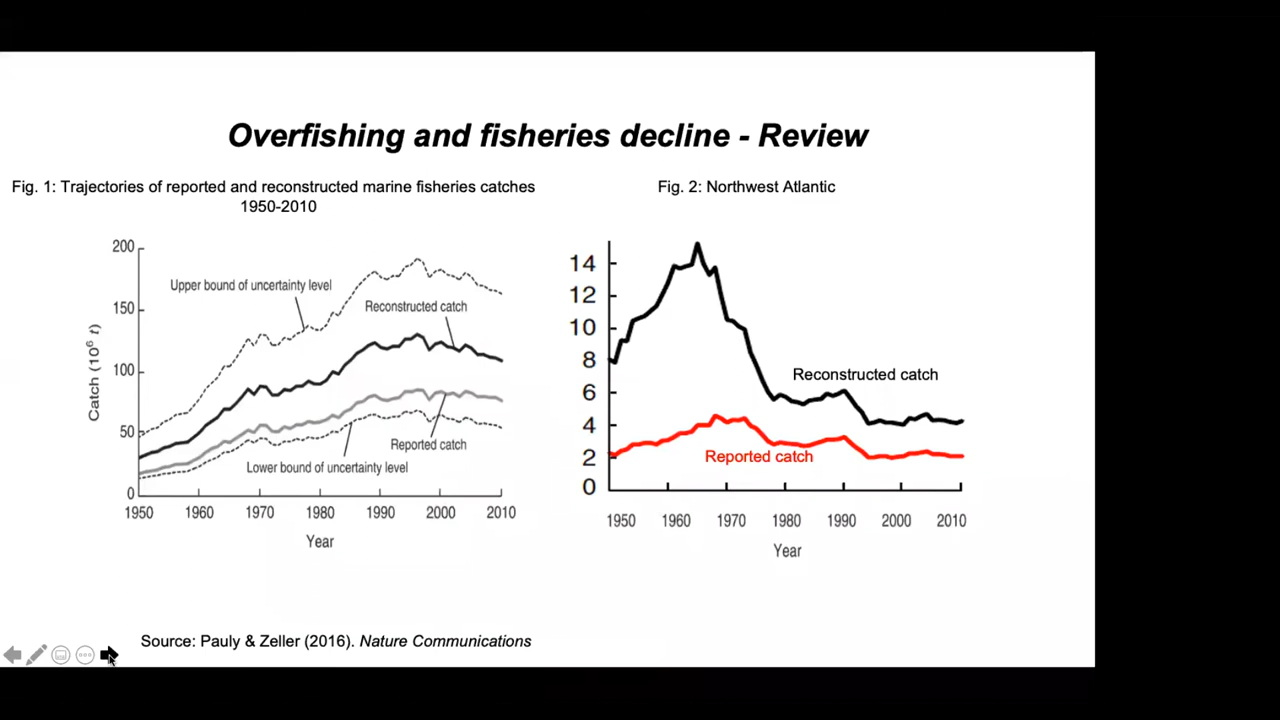 Overfishing and fisheries decline - Review
Fig. 1: Trajectories of reported and reconstructed marine fisheries catches
1950-2010
200
150
100
50
0
Catch (10⁶ t)
Upper bound of uncertainty level
Reconstructed catch
Reported catch
Lower bound of uncertainty level
1950 1960 1970 1980 1990 2000 2010
Year
Fig. 2: Northwest Atlantic
14
12
10
8
6
4
2
0
Reconstructed catch
Reported catch
1950 1960 1970 1980 1990 2000 2010
Year
Source: Pauly & Zeller (2016). Nature Communications